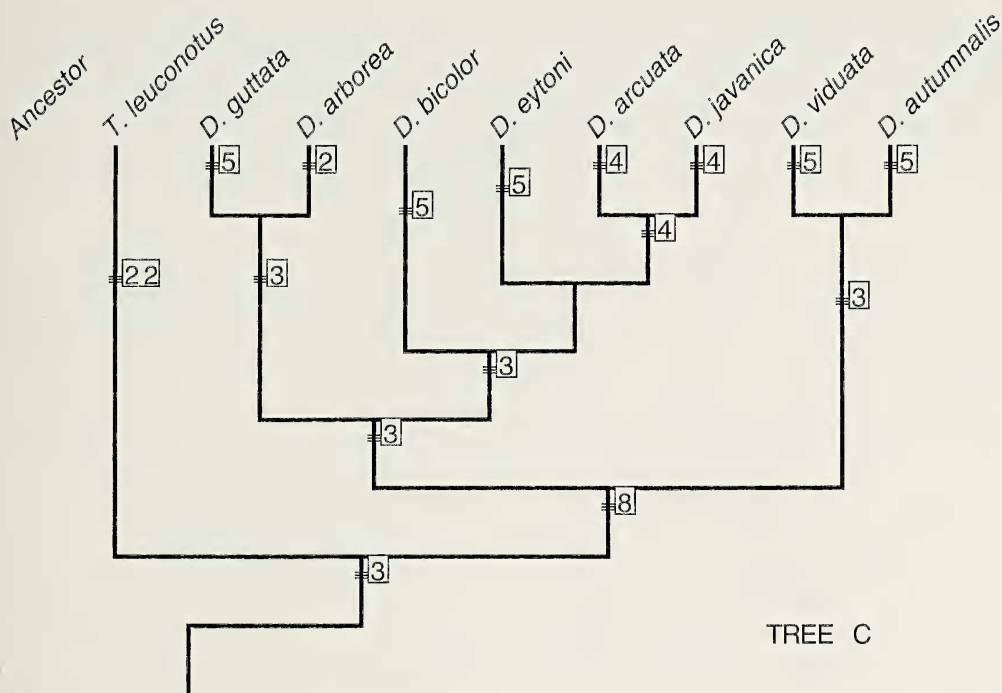 Ancestor
T. leuconotus
D. guttata
D. arborea
D. bicolor
D. eytoni
D. arcuata
D. javanica
D. viduata
D. autumnalis
5
2
5
5
4
4
5
5
4
22
3
3
3
3
8
3
TREE C